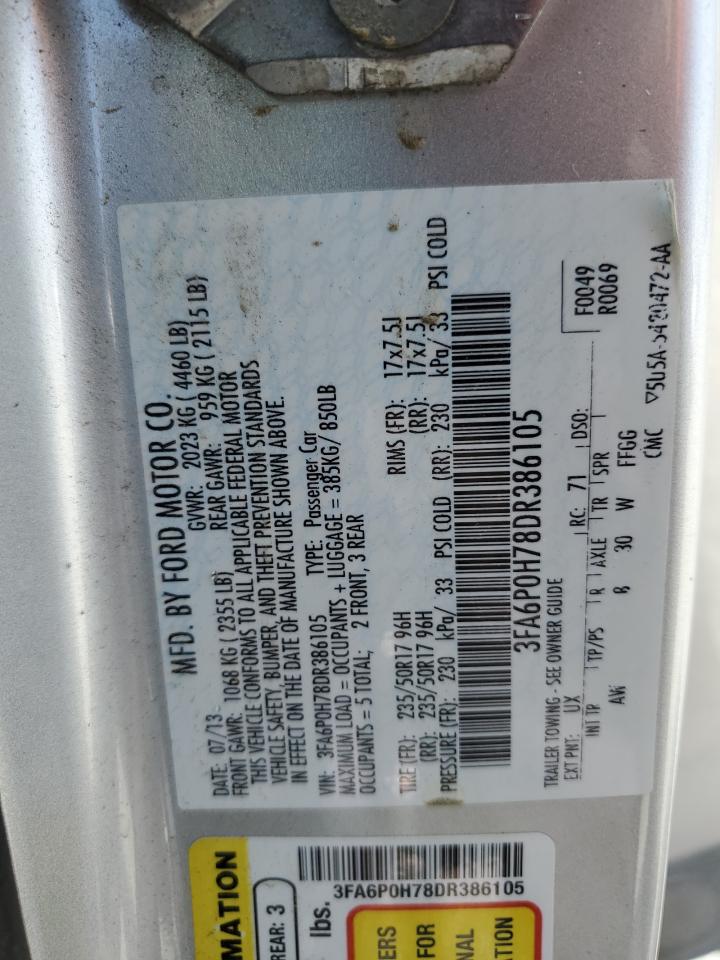 MFD. BY FORD MOTOR CO.
DATE: 07/13 GVWR: 2023 KG ( 4460 LB)
FRONT GAWR: 1068 KG ( 2355 LB) REAR GAWR: 959 KG ( 2115 LB)
THIS VEHICLE CONFORMS TO ALL APPLICABLE FEDERAL MOTOR
VEHICLE SAFETY, BUMPER, AND THEFT PREVENTION STANDARDS
IN EFFECT ON THE DATE OF MANUFACTURE SHOWN ABOVE.
VIN: 3FA6P0H78DR386105 TYPE: Passenger Car
MAXIMUM LOAD = OCCUPANTS + LUGGAGE = 385KG/ 850LB
OCCUPANTS = 5 TOTAL; 2 FRONT, 3 REAR
TIRE (FR): 235/50R17 96H RIMS (FR): 17x7.5J
(RR): 235/50R17 96H (RR): 17x7.5J
PRESSURE (FR): 230 kPa/ 33 PSI COLD (RR): 230 kPa/ 33 PSI COLD
3FA6P0H78DR386105
F0049
R0069
TRAILER TOWING - SEE OWNER GUIDE
EXT PNT: UX RC: 71 DSO:
INT TR TP/PS R AXLE TR SPR
AW B 30 W FFGG
CMC
3FA6P0H78DR386105
MATION
REAR: 3
lbs.
ERS
FOR
NAL
TION